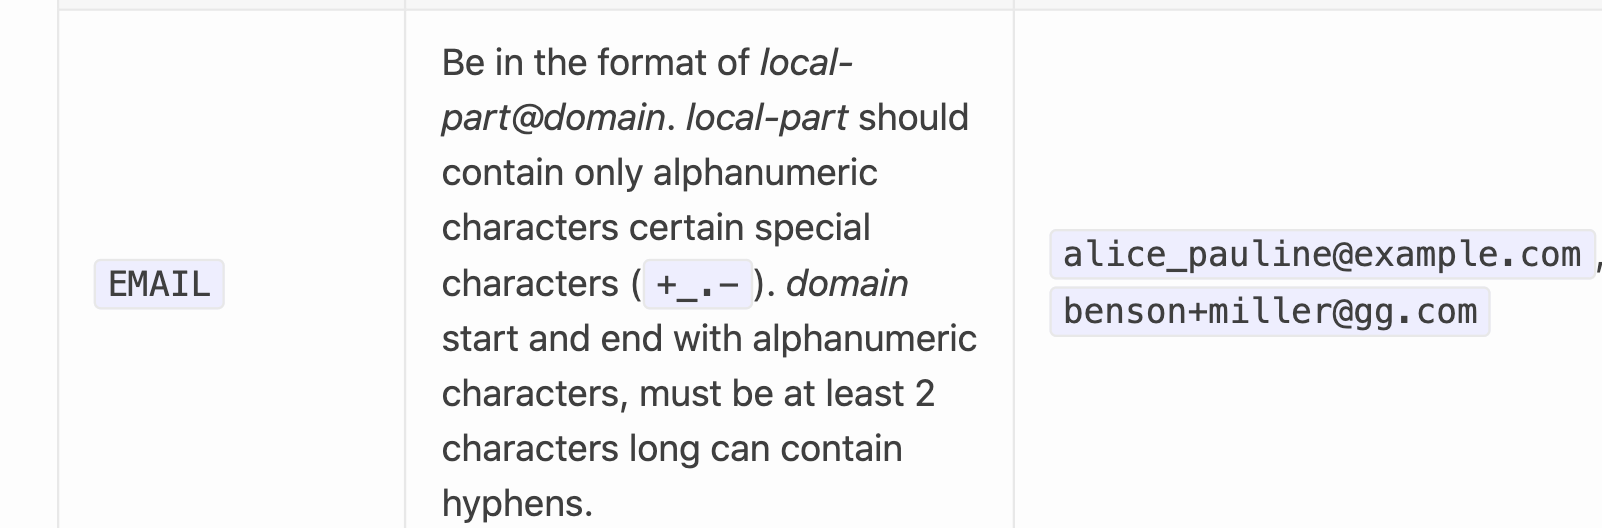 EMAIL
Be in the format of local-
part@domain. local-part should
contain only alphanumeric
characters certain special
characters (+_.-). domain
start and end with alphanumeric
characters, must be at least 2
characters long can contain
hyphens.
alice_pauline@example.com,
benson+miller@gg.com